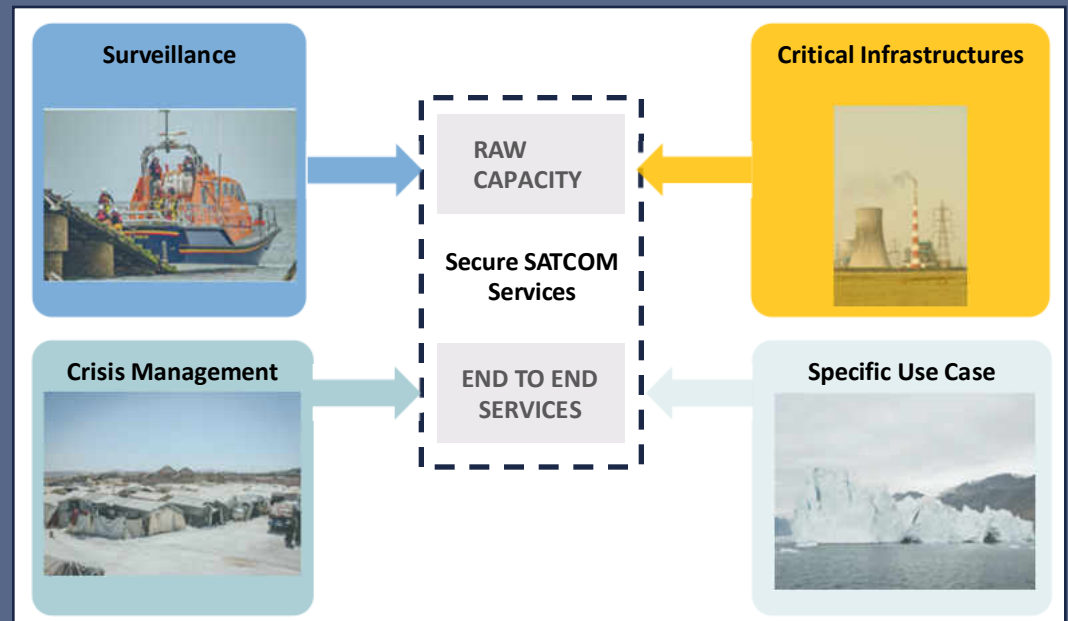 Surveillance
Critical Infrastructures
RAW
CAPACITY
Secure SATCOM
Services
Crisis Management
END TO END
SERVICES
Specific Use Case